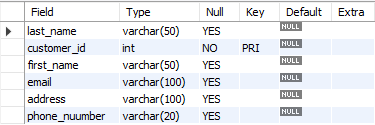 Field Type Null Key Default Extra
last_name varchar(50) YES NULL
customer_id int NO PRI NULL
first_name varchar(50) YES NULL
email varchar(100) YES NULL
address varchar(100) YES NULL
phone_nuumber varchar(20) YES NULL